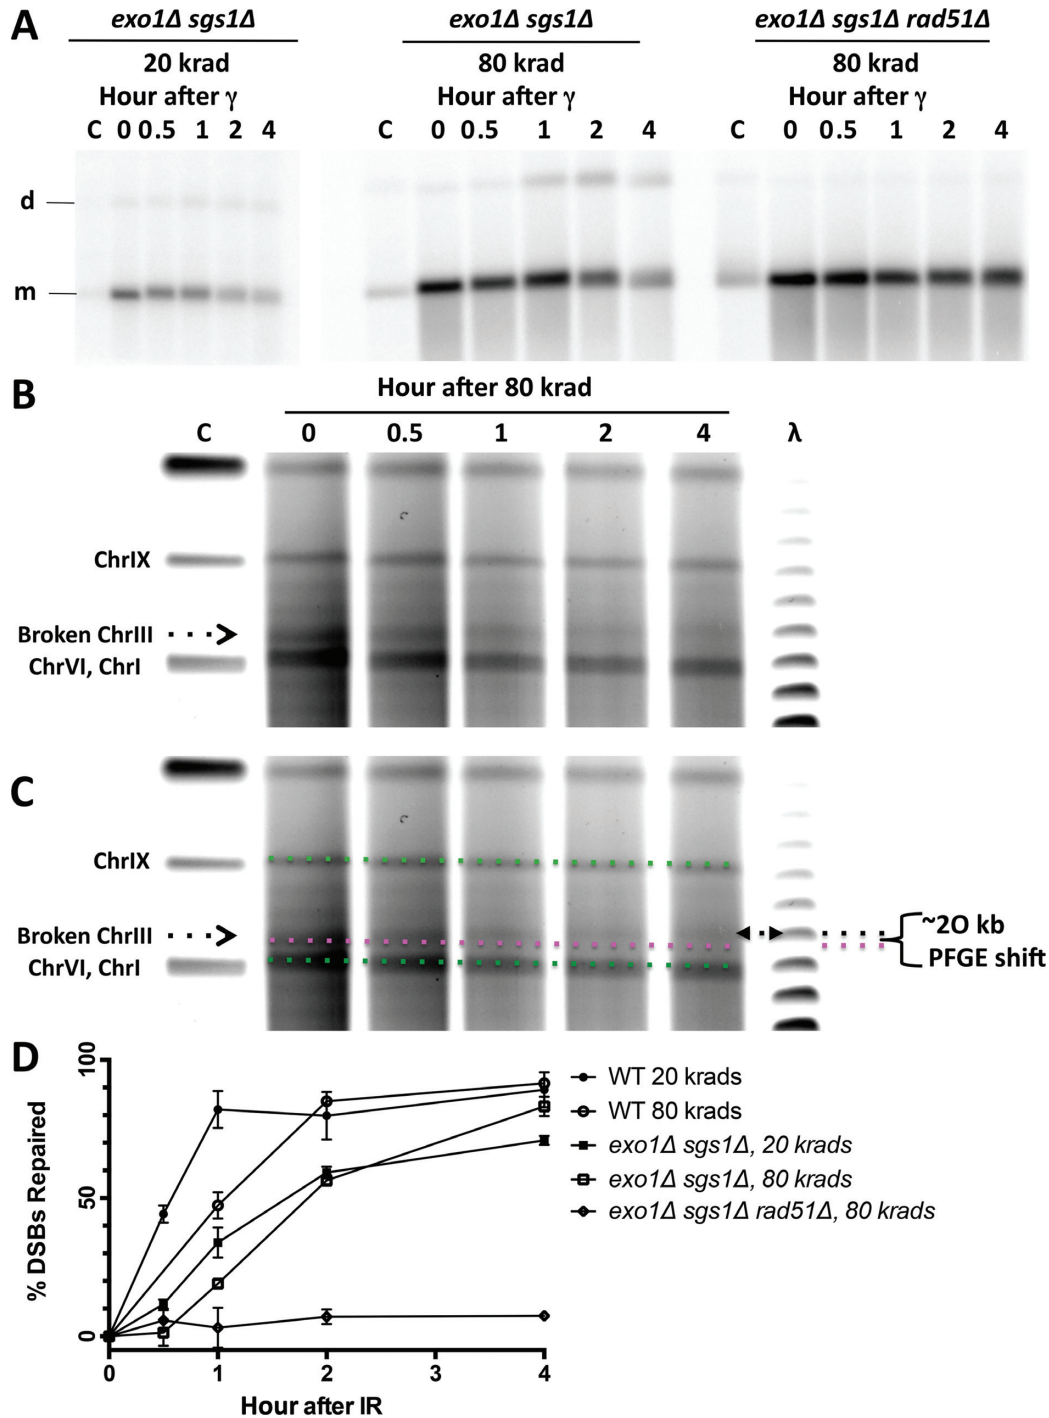 A
exo1Δ sgs1Δ
20 krad
Hour after γ
C 0 0.5 1 2 4
exo1Δ sgs1Δ
80 krad
Hour after γ
C 0 0.5 1 2 4
exo1Δ sgs1Δ rad51Δ
80 krad
Hour after γ
C 0 0.5 1 2 4
d
m
B
Hour after 80 krad
C 0 0.5 1 2 4 λ
ChrIX
Broken ChrIII
ChrVI, ChrI
C
ChrIX
Broken ChrIII
ChrVI, ChrI
~20 kb
PFGE shift
D
% DSBs Repaired
100
50
0
0 1 2 3 4
Hour after IR
WT 20 krads
WT 80 krads
exo1Δ sgs1Δ, 20 krads
exo1Δ sgs1Δ, 80 krads
exo1Δ sgs1Δ rad51Δ, 80 krads